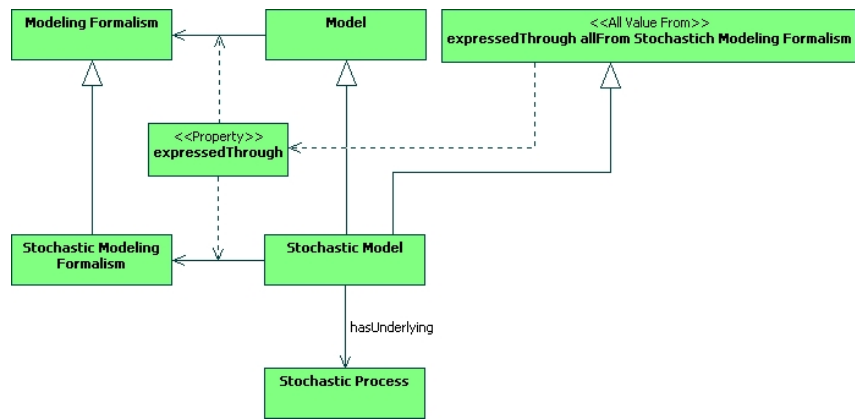 Modeling Formalism
Model
<<All Value From>>
expressedThrough allFrom Stochastich Modeling Formalism
<<Property>>
expressedThrough
Stochastic Modeling
Formalism
Stochastic Model
hasUnderlying
Stochastic Process